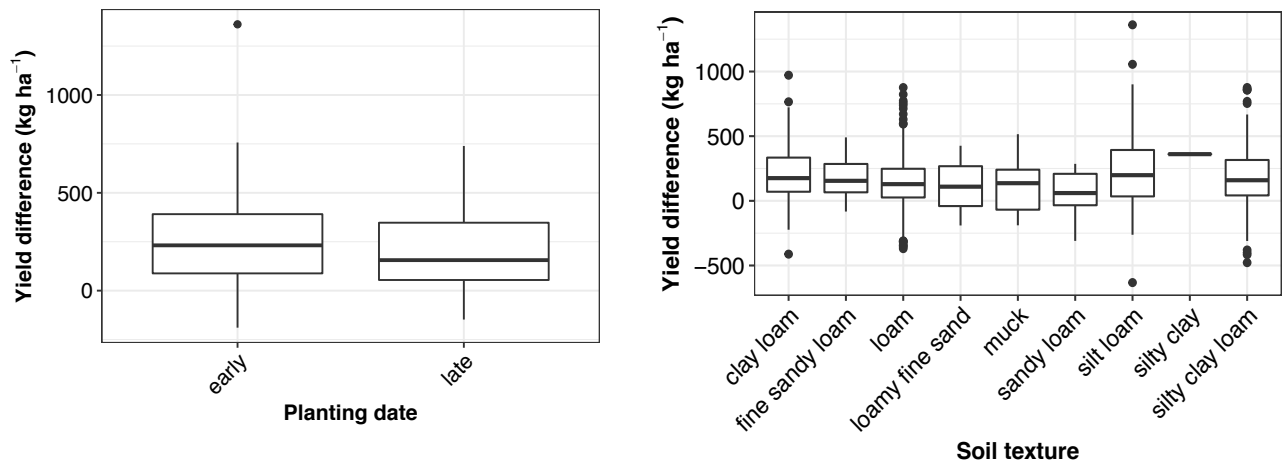 Yield difference (kg ha⁻¹)
1000
500
0
early
late
Planting date
Yield difference (kg ha⁻¹)
1000
500
0
−500
clay loam
fine sandy loam
loam
loamy fine sand
muck
sandy loam
silt loam
silty clay
silty clay loam
Soil texture